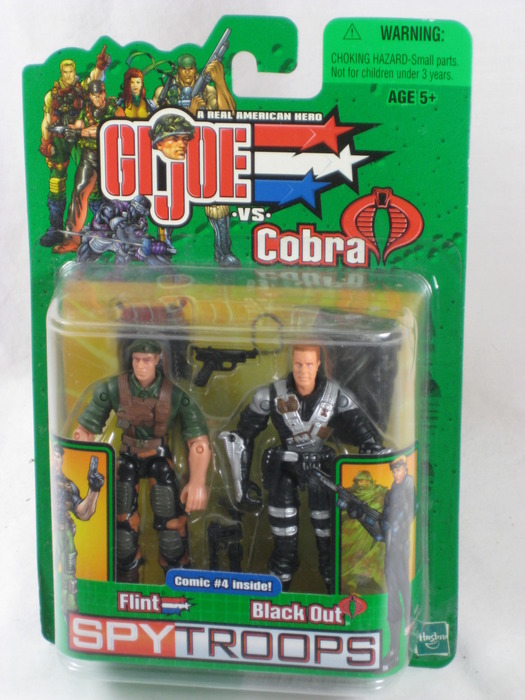 WARNING:
CHOKING HAZARD-Small parts.
Not for children under 3 years.
AGE 5+
A REAL AMERICAN HERO
GI JOE
·VS·
Cobra
Comic #4 inside!
Flint
Black Out
SPYTROOPS
Hasbro